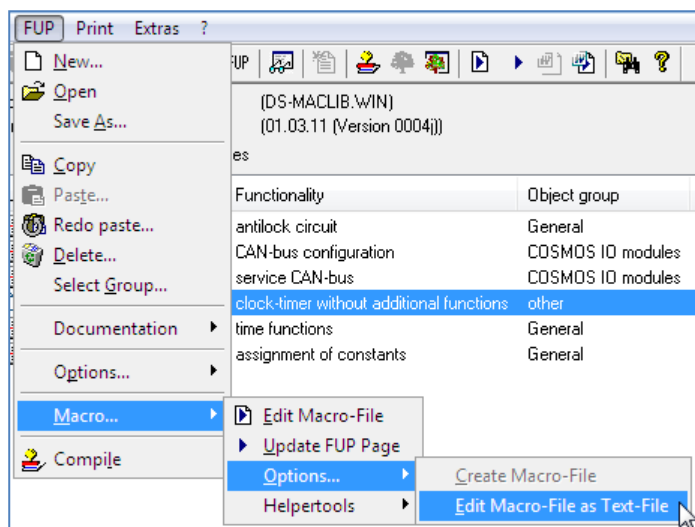 FUP Print Extras ?
New...
Open
Save As...
Copy
Paste...
Redo paste...
Delete...
Select Group...
Documentation
Options...
Macro...
Compile
UP
(DS-MACLIB.WIN)
(01.03.11 (Version 0004j))
es
Functionality Object group
antilock circuit General
CAN-bus configuration COSMOS IO modules
service CAN-bus COSMOS IO modules
clock-timer without additional functions other
time functions General
assignment of constants General
Edit Macro-File
Update FUP Page
Options...
Helpertools
Create Macro-File
Edit Macro-File as Text-File